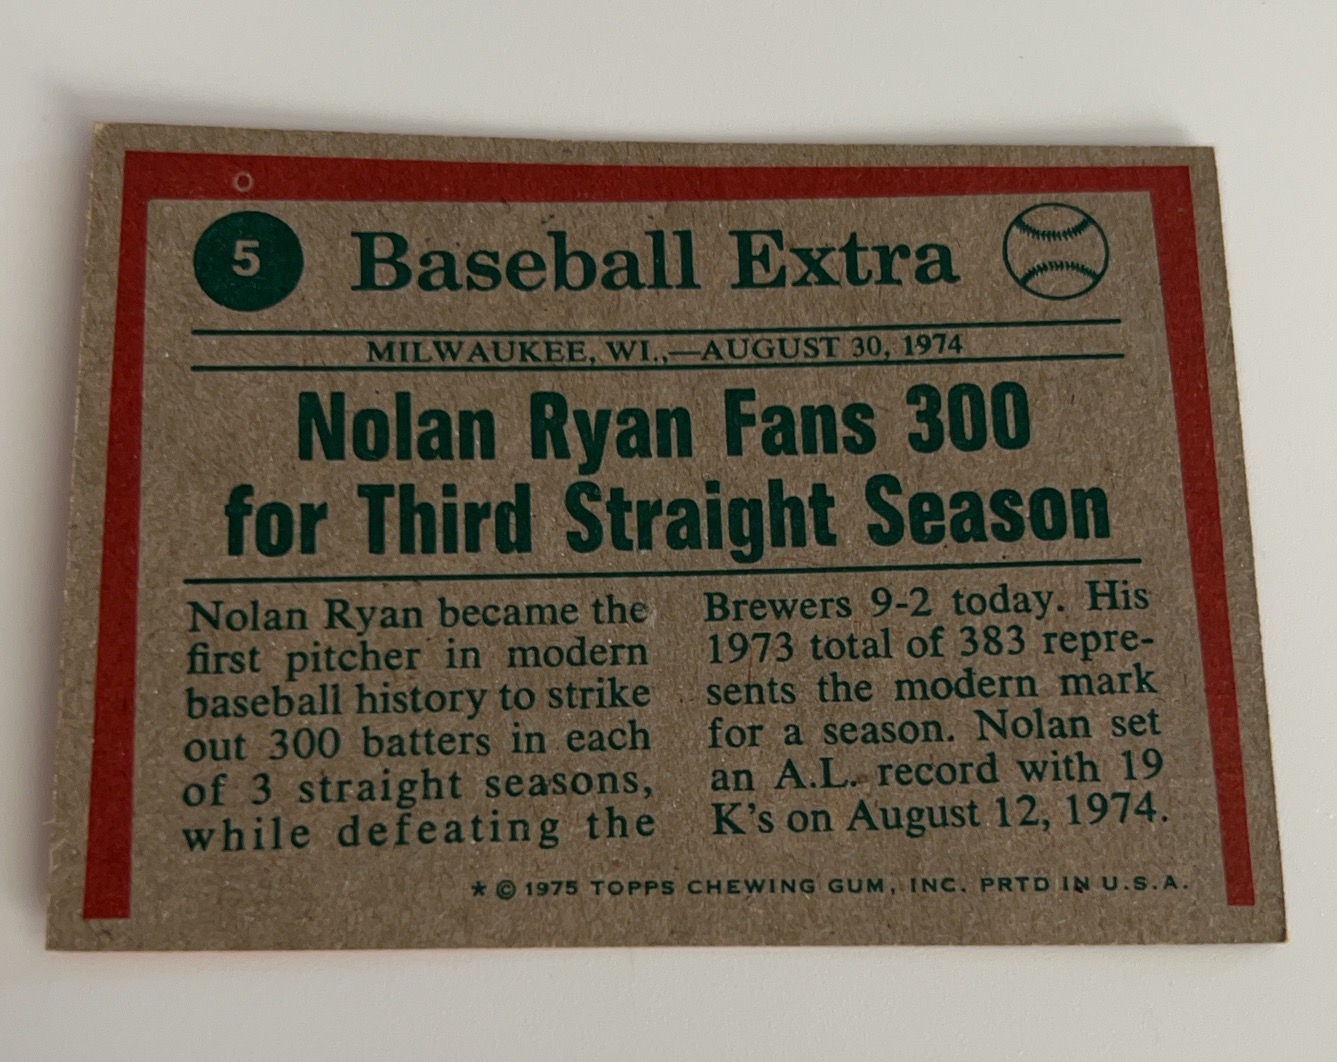 5
Baseball Extra
MILWAUKEE, WI.,—AUGUST 30, 1974
Nolan Ryan Fans 300
for Third Straight Season
Nolan Ryan became the
first pitcher in modern
baseball history to strike
out 300 batters in each
of 3 straight seasons,
while defeating the
Brewers 9-2 today. His
1973 total of 383 repre-
sents the modern mark
for a season. Nolan set
an A.L. record with 19
K's on August 12, 1974.
* © 1975 TOPPS CHEWING GUM, INC. PRTD IN U.S.A.